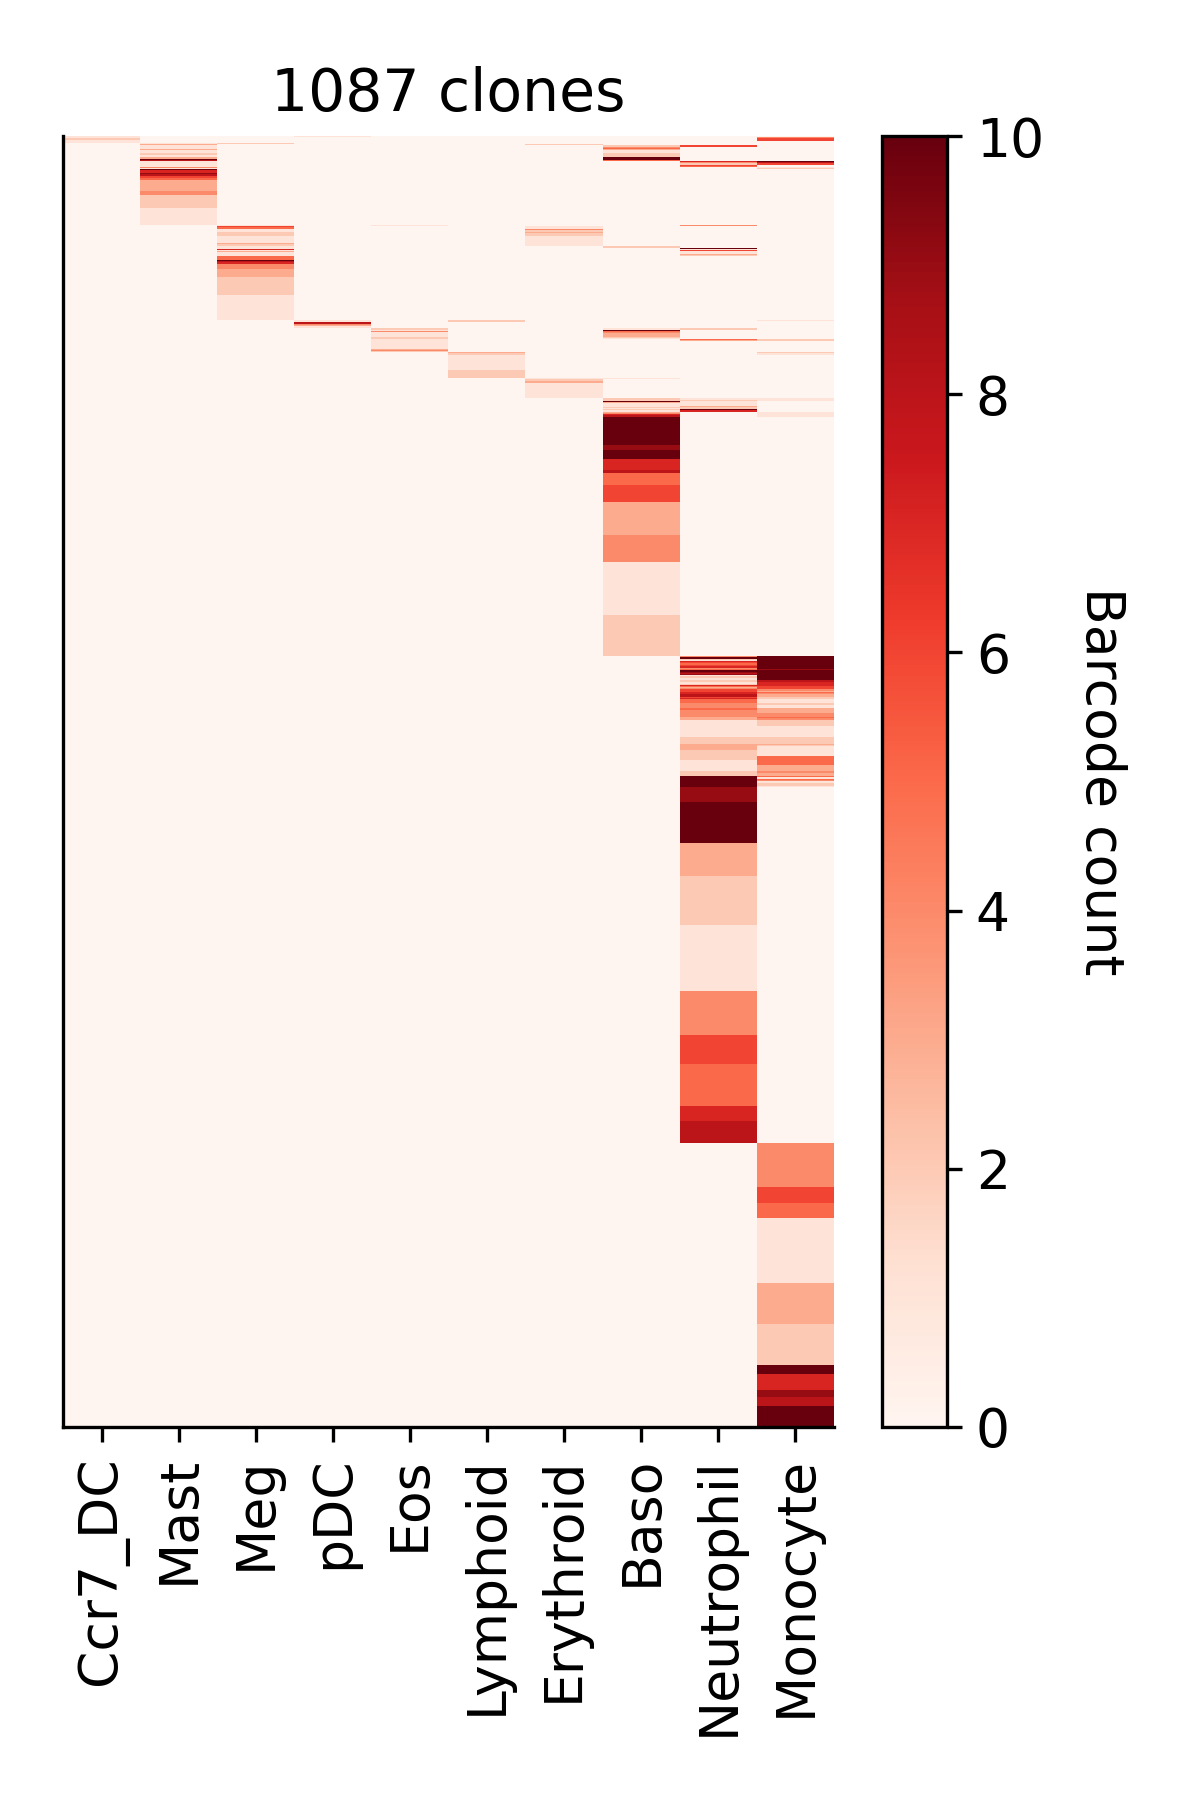 1087 clones
10
8
6
4
2
0
Barcode count
Ccr7_DC
Mast
Meg
pDC
Eos
Lymphoid
Erythroid
Baso
Neutrophil
Monocyte